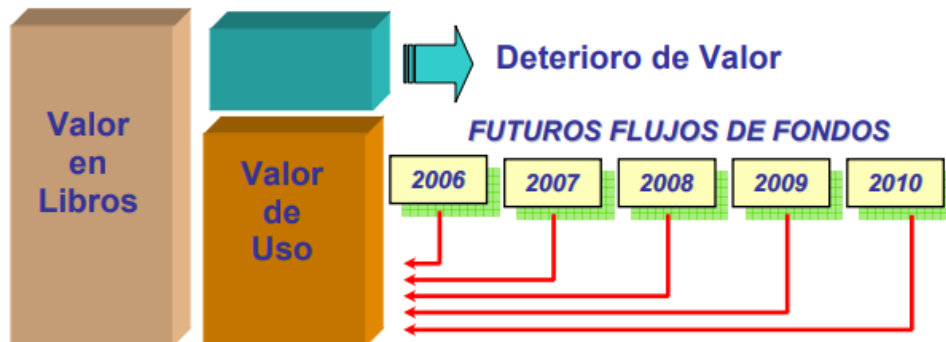 Valor
en
Libros
Valor
de
Uso
Deterioro de Valor
FUTUROS FLUJOS DE FONDOS
2006
2007
2008
2009
2010